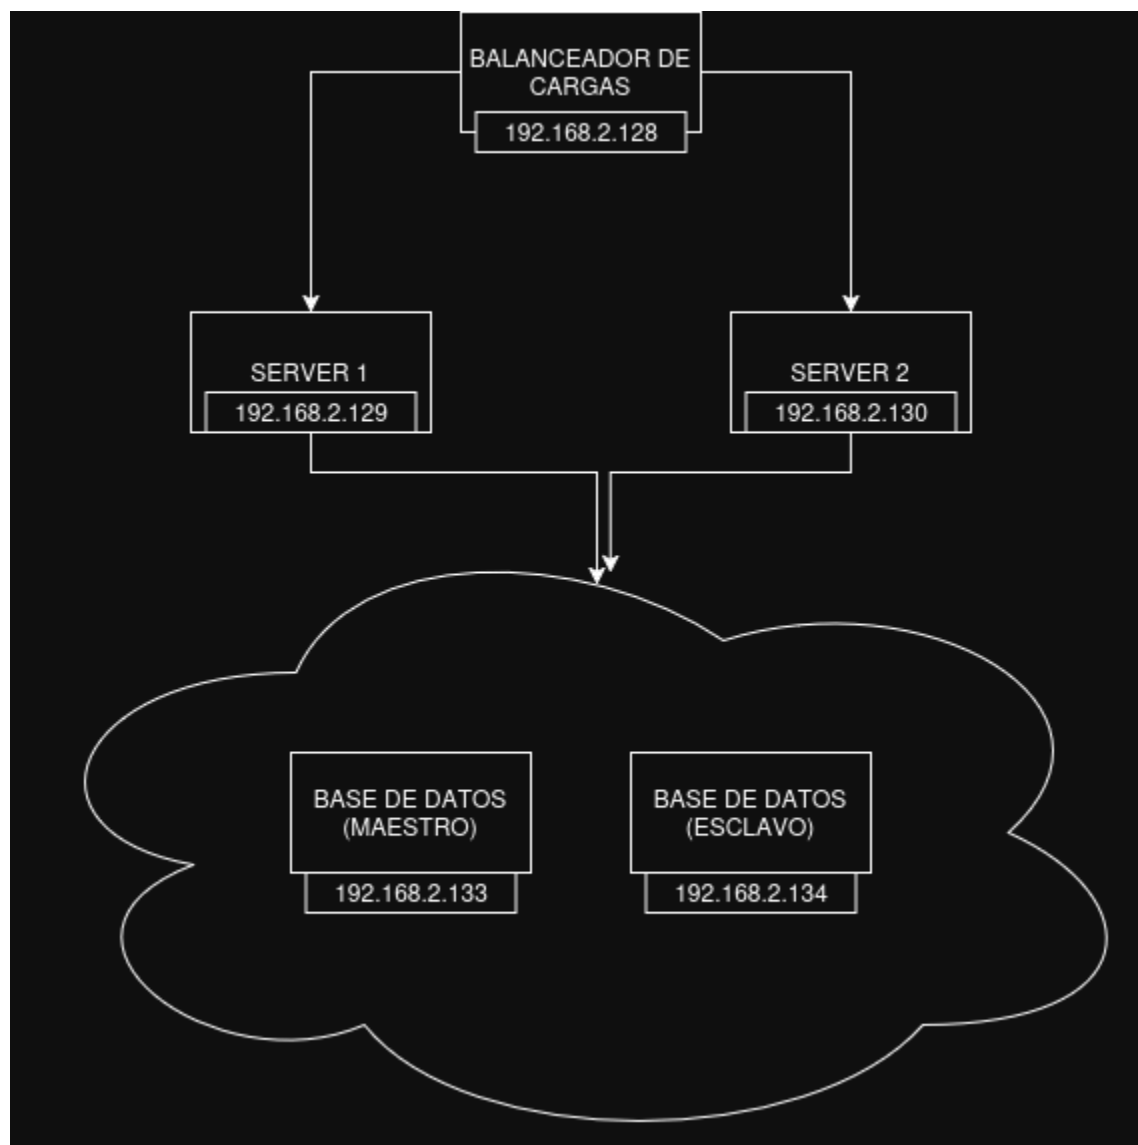 BALANCEADOR DE
CARGAS
192.168.2.128
SERVER 1
192.168.2.129
SERVER 2
192.168.2.130
BASE DE DATOS
(MAESTRO)
192.168.2.133
BASE DE DATOS
(ESCLAVO)
192.168.2.134